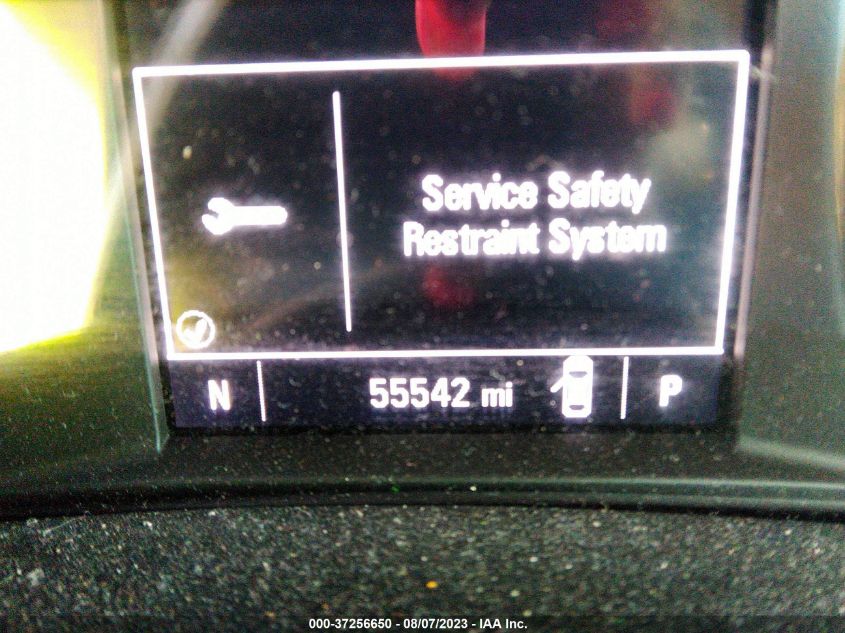 Service Safety
Restraint System
N 55542 mi P
000-37256650 - 08/07/2023 - IAA Inc.